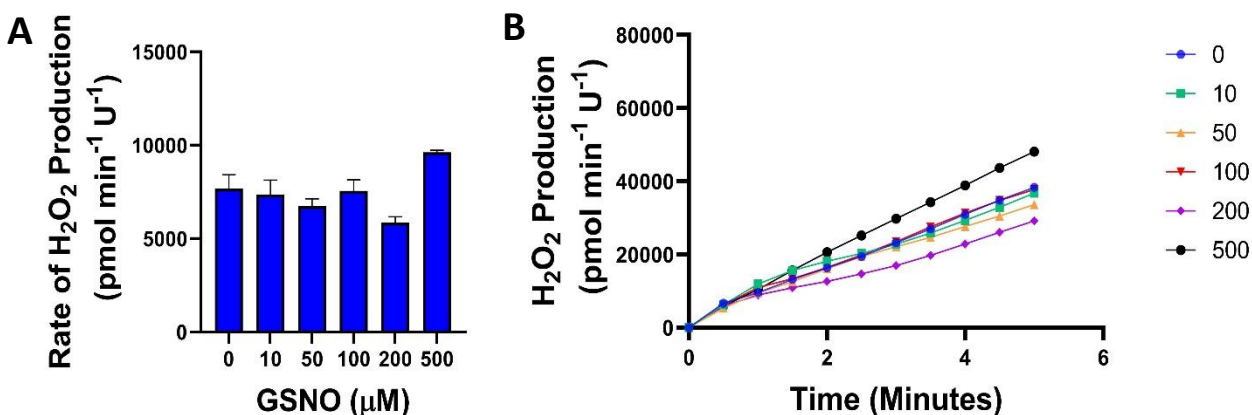 A
Rate of H₂O₂ Production
(pmol min⁻¹ U⁻¹)
15000
10000
5000
0
0 10 50 100 200 500
GSNO (μM)
B
H₂O₂ Production
(pmol min⁻¹ U⁻¹)
80000
60000
40000
20000
0
0 2 4 6
Time (Minutes)
0
10
50
100
200
500